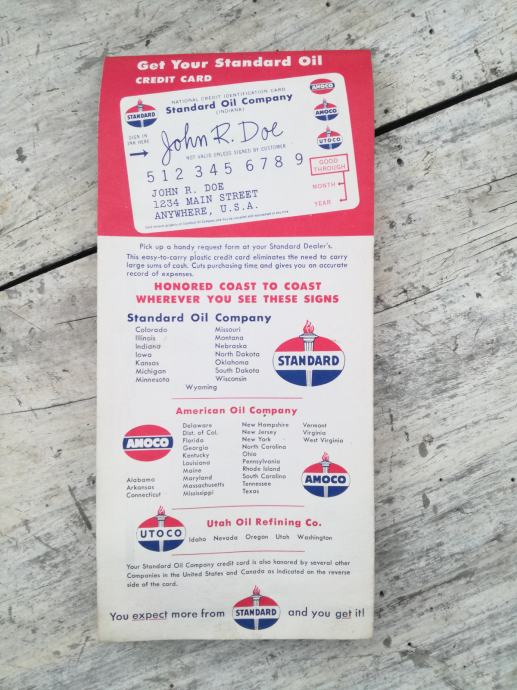 Get Your Standard Oil
CREDIT CARD
NATIONAL CREDIT IDENTIFICATION CARD
Standard Oil Company
(INDIANA)
STANDARD
AMOCO
AMOCO
UTOCO
SIGN IN
INK HERE
John R. Doe
NOT VALID UNLESS SIGNED BY CUSTOMER
512 345 6789
GOOD
THROUGH
MONTH
YEAR
JOHN R. DOE
1234 MAIN STREET
ANYWHERE, U.S.A.
Pick up a handy request form at your Standard Dealer's.
This easy-to-carry plastic credit card eliminates the need to carry
large sums of cash. Cuts purchasing time and gives you an accurate
record of expenses.
HONORED COAST TO COAST
WHEREVER YOU SEE THESE SIGNS
Standard Oil Company
Colorado
Illinois
Indiana
Iowa
Kansas
Michigan
Minnesota
Missouri
Montana
Nebraska
North Dakota
Oklahoma
South Dakota
Wisconsin
Wyoming
STANDARD
American Oil Company
AMOCO
Alabama
Arkansas
Connecticut
Delaware
Dist. of Col.
Florida
Georgia
Kentucky
Louisiana
Maine
Maryland
Massachusetts
Mississippi
New Hampshire
New Jersey
New York
North Carolina
Ohio
Pennsylvania
Rhode Island
South Carolina
Tennessee
Texas
Vermont
Virginia
West Virginia
AMOCO
UTOCO
Utah Oil Refining Co.
Idaho Nevada Oregon Utah Washington
Your Standard Oil Company credit card is also honored by several other
Companies in the United States and Canada as indicated on the reverse
side of the card.
You expect more from STANDARD and you get it!